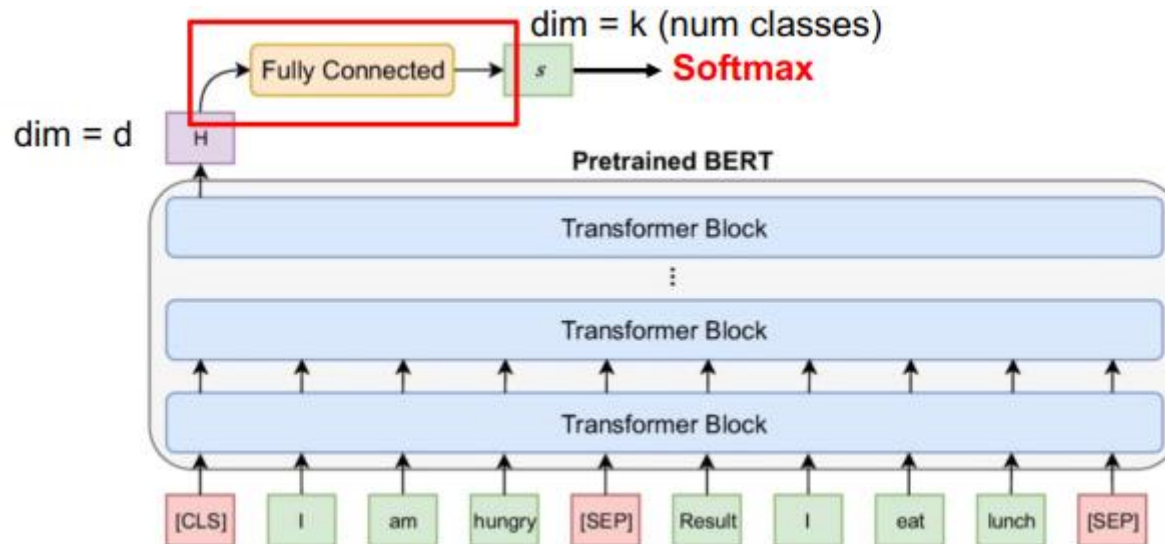 dim = k (num classes)
Fully Connected
s
Softmax
dim = d
H
Pretrained BERT
Transformer Block
⋮
Transformer Block
Transformer Block
[CLS] I am hungry [SEP] Result I eat lunch [SEP]